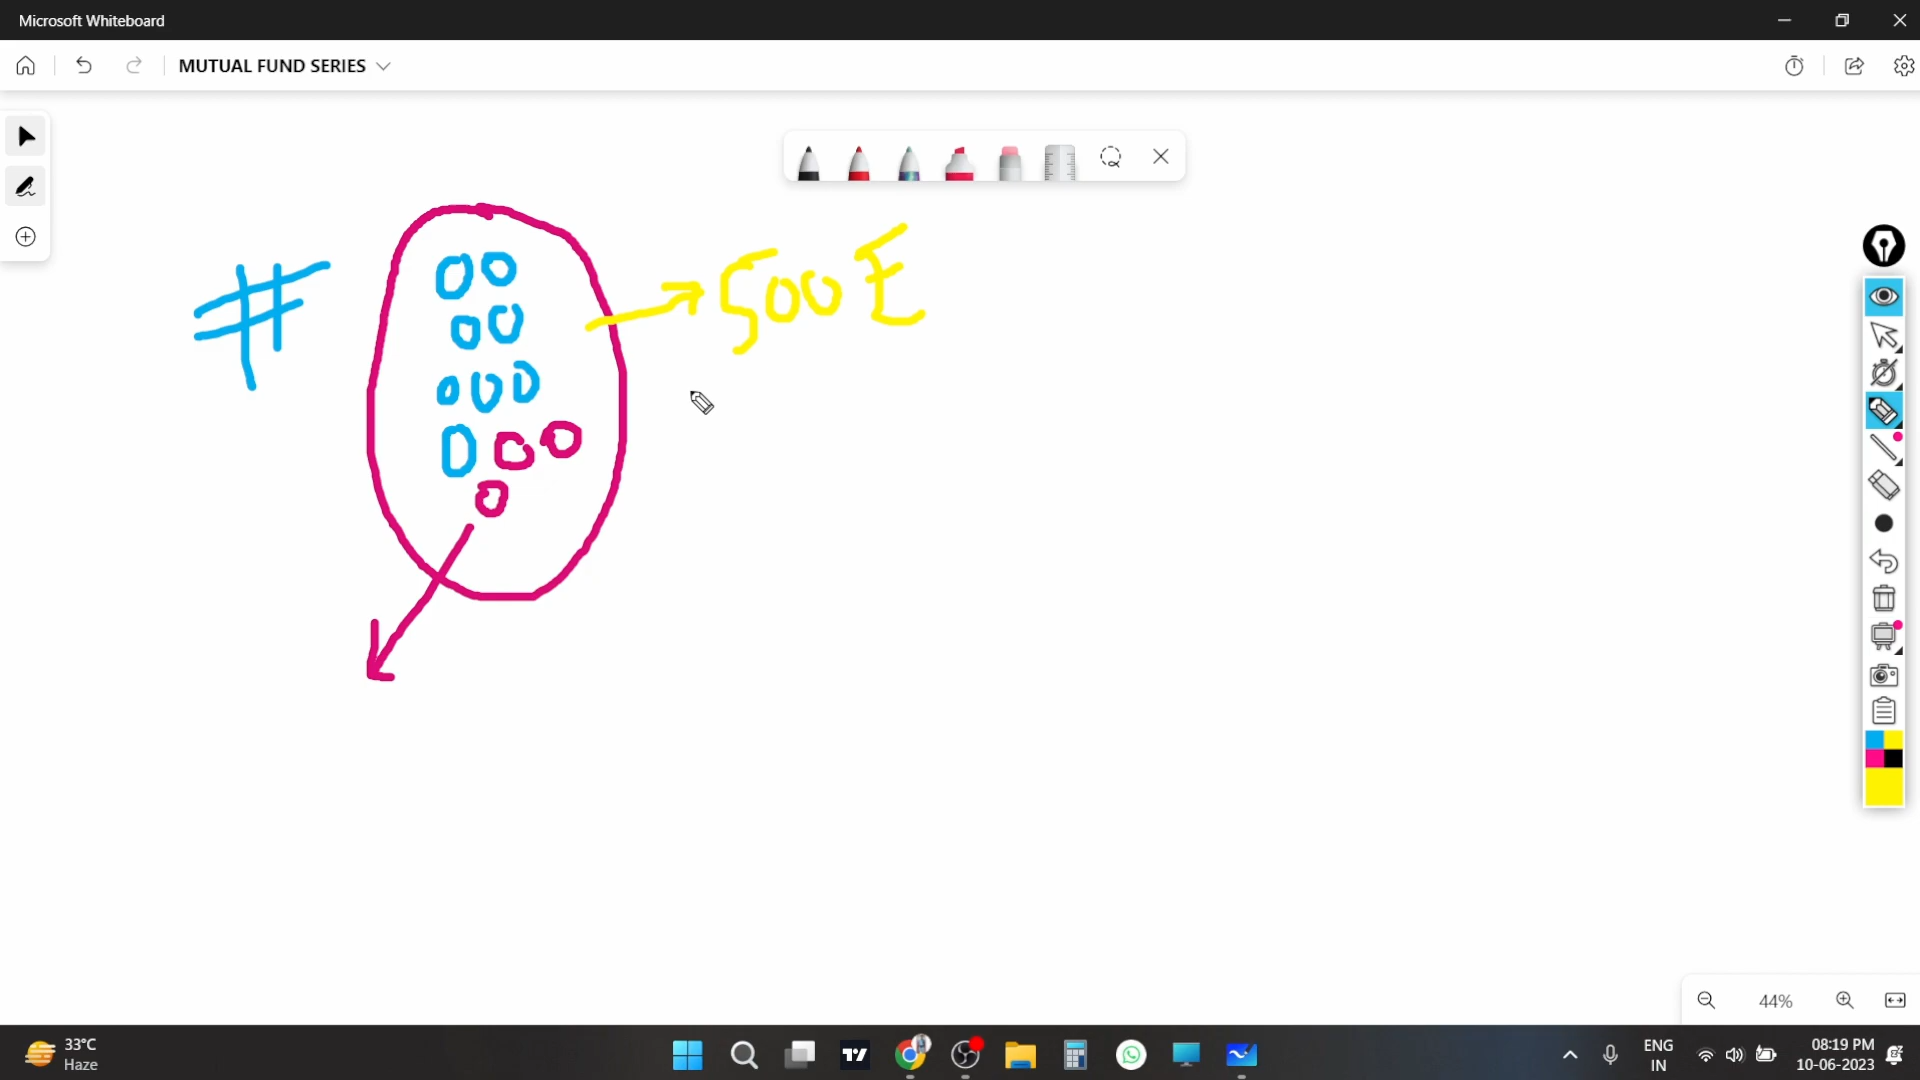 Microsoft Whiteboard
MUTUAL FUND SERIES
#
500 E
44%
33°C
Haze
ENG
IN
08:19 PM
10-06-2023